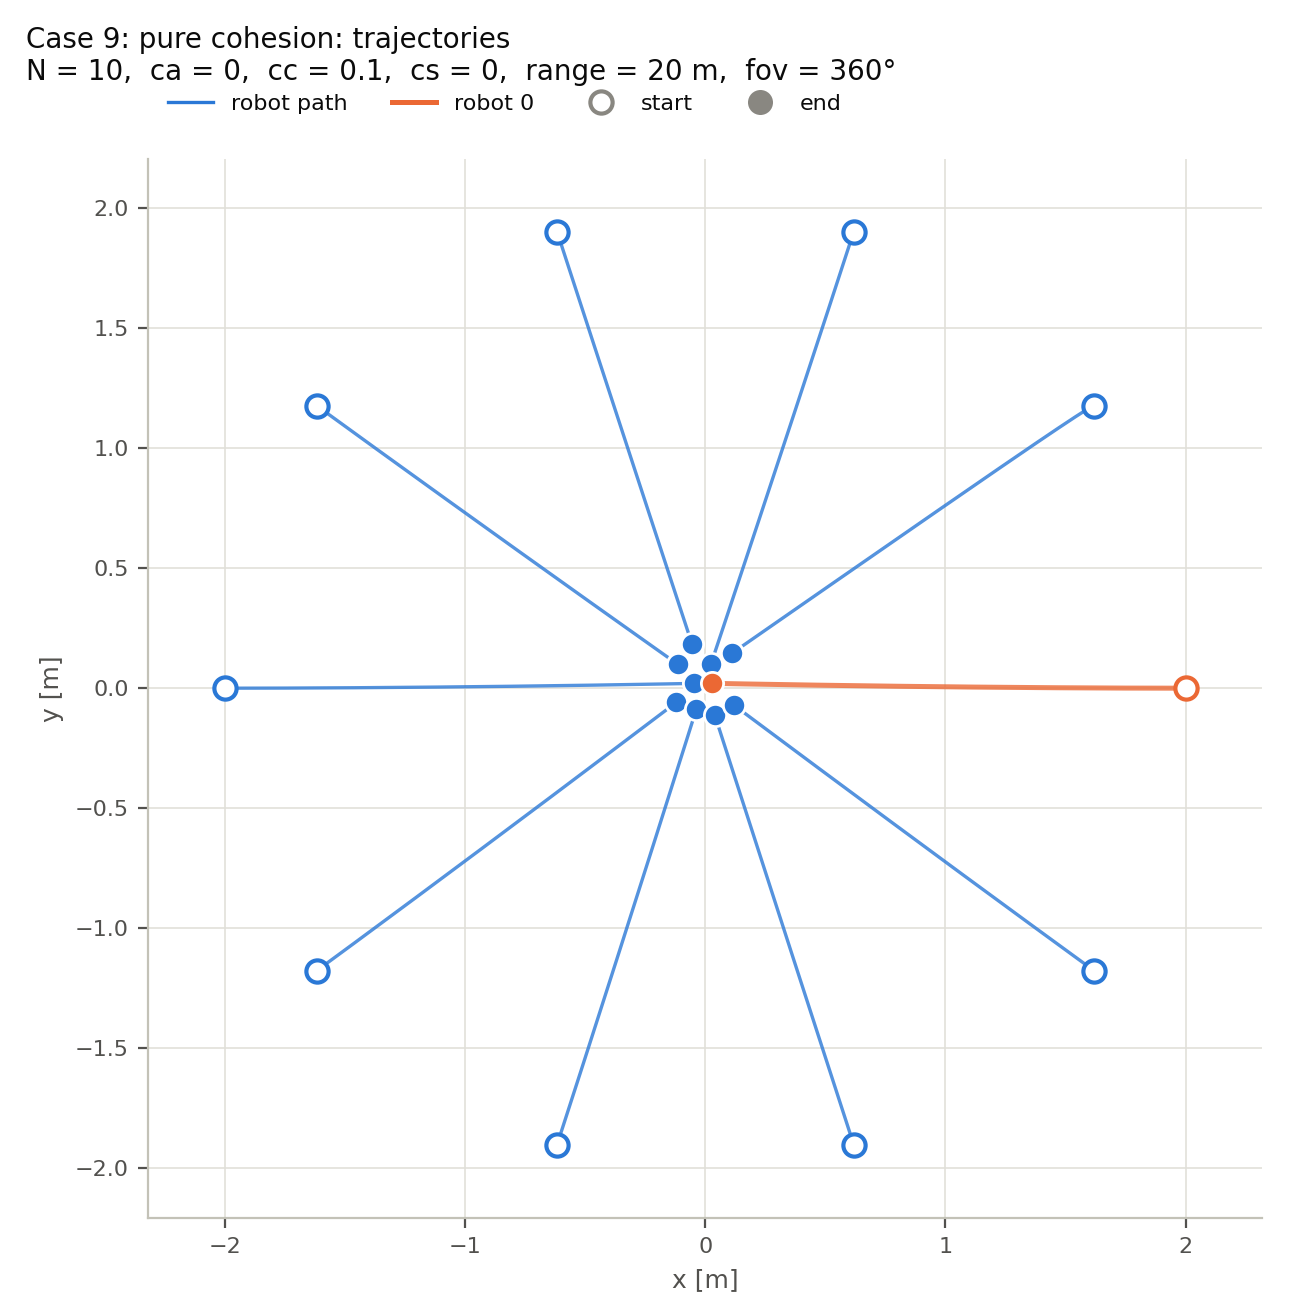 Case 9: pure cohesion: trajectories
N = 10,  ca = 0,  cc = 0.1,  cs = 0,  range = 20 m,  fov = 360°
robot path  robot 0  start  end
2.0
1.5
1.0
0.5
0.0
−0.5
−1.0
−1.5
−2.0
y [m]
−2  −1  0  1  2
x [m]